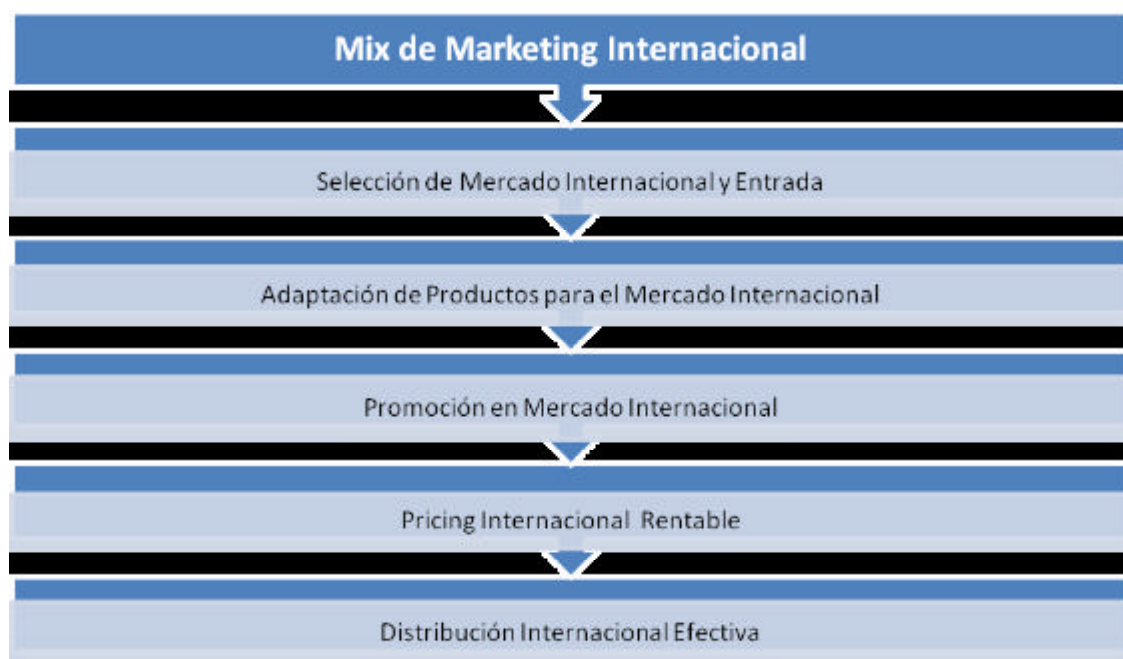 Mix de Marketing Internacional
Selección de Mercado Internacional y Entrada
Adaptación de Productos para el Mercado Internacional
Promoción en Mercado Internacional
Pricing Internacional Rentable
Distribución Internacional Efectiva